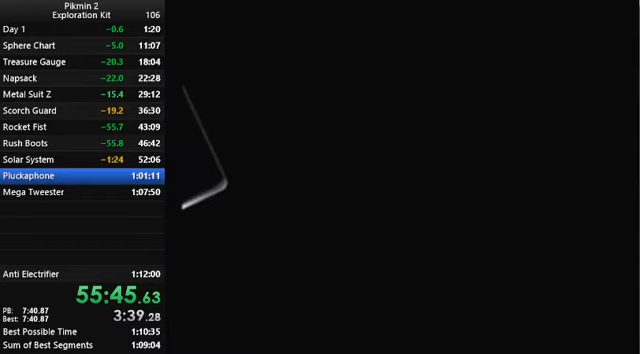 Pikmin 2
Exploration Kit 106
Day 1 −0.6 1:20
Sphere Chart −5.0 11:07
Treasure Gauge −20.3 18:04
Napsack −22.0 22:28
Metal Suit Z −15.4 29:12
Scorch Guard −19.2 36:30
Rocket Fist −55.7 43:09
Rush Boots −55.8 46:42
Solar System −1:24 52:06
Pluckaphone 1:01:11
Mega Tweester 1:07:50
Anti Electrifier 1:12:00
55:45.63
PB: 7:40.87
Best: 7:40.87
3:39.28
Best Possible Time 1:10:35
Sum of Best Segments 1:09:04